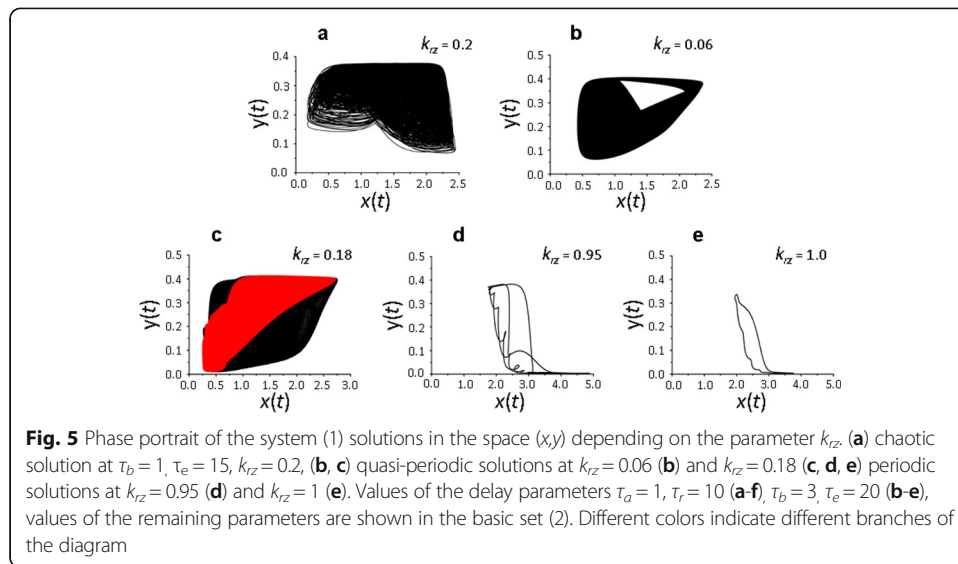 a
k_rz = 0.2
y(t)
0.4
0.3
0.2
0.1
0.0
0.0 0.5 1.0 1.5 2.0 2.5
x(t)
b
k_rz = 0.06
y(t)
0.5
0.4
0.3
0.2
0.1
0.0
0.0 0.5 1.0 1.5 2.0 2.5
x(t)
c
k_rz = 0.18
y(t)
0.5
0.4
0.3
0.2
0.1
0.0
0.0 0.5 1.0 1.5 2.0 2.5 3.0
x(t)
d
k_rz = 0.95
y(t)
0.5
0.4
0.3
0.2
0.1
0.0
0.0 1.0 2.0 3.0 4.0 5.0
x(t)
e
k_rz = 1.0
y(t)
0.5
0.4
0.3
0.2
0.1
0.0
0.0 1.0 2.0 3.0 4.0 5.0
x(t)
Fig. 5 Phase portrait of the system (1) solutions in the space (x,y) depending on the parameter k_rz. (a) chaotic
solution at τ_b = 1, τ_e = 15, k_rz = 0.2, (b, c) quasi-periodic solutions at k_rz = 0.06 (b) and k_rz = 0.18 (c, d, e) periodic
solutions at k_rz = 0.95 (d) and k_rz = 1 (e). Values of the delay parameters τ_a = 1, τ_r = 10 (a-f), τ_b = 3, τ_e = 20 (b-e),
values of the remaining parameters are shown in the basic set (2). Different colors indicate different branches of
the diagram